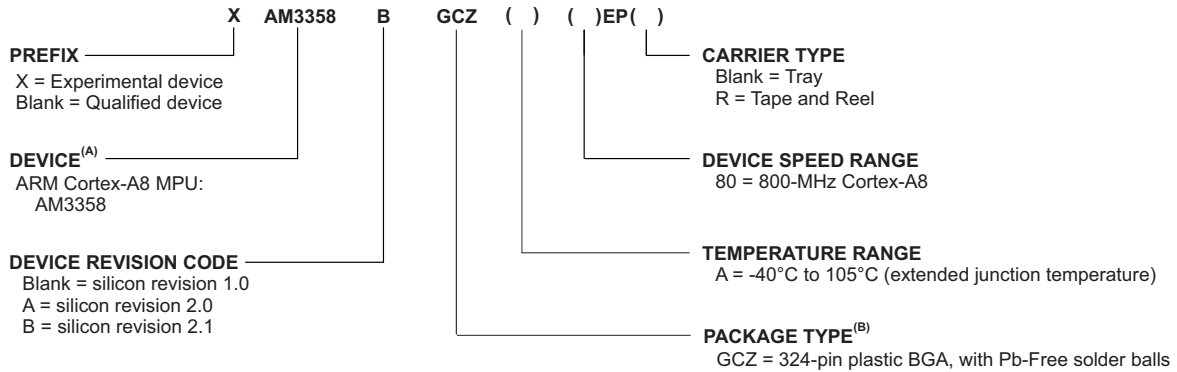 X AM3358 B GCZ ( ) ( )EP( )
PREFIX
X = Experimental device
Blank = Qualified device
DEVICE(A)
ARM Cortex-A8 MPU:
AM3358
DEVICE REVISION CODE
Blank = silicon revision 1.0
A = silicon revision 2.0
B = silicon revision 2.1
CARRIER TYPE
Blank = Tray
R = Tape and Reel
DEVICE SPEED RANGE
80 = 800-MHz Cortex-A8
TEMPERATURE RANGE
A = -40°C to 105°C (extended junction temperature)
PACKAGE TYPE(B)
GCZ = 324-pin plastic BGA, with Pb-Free solder balls